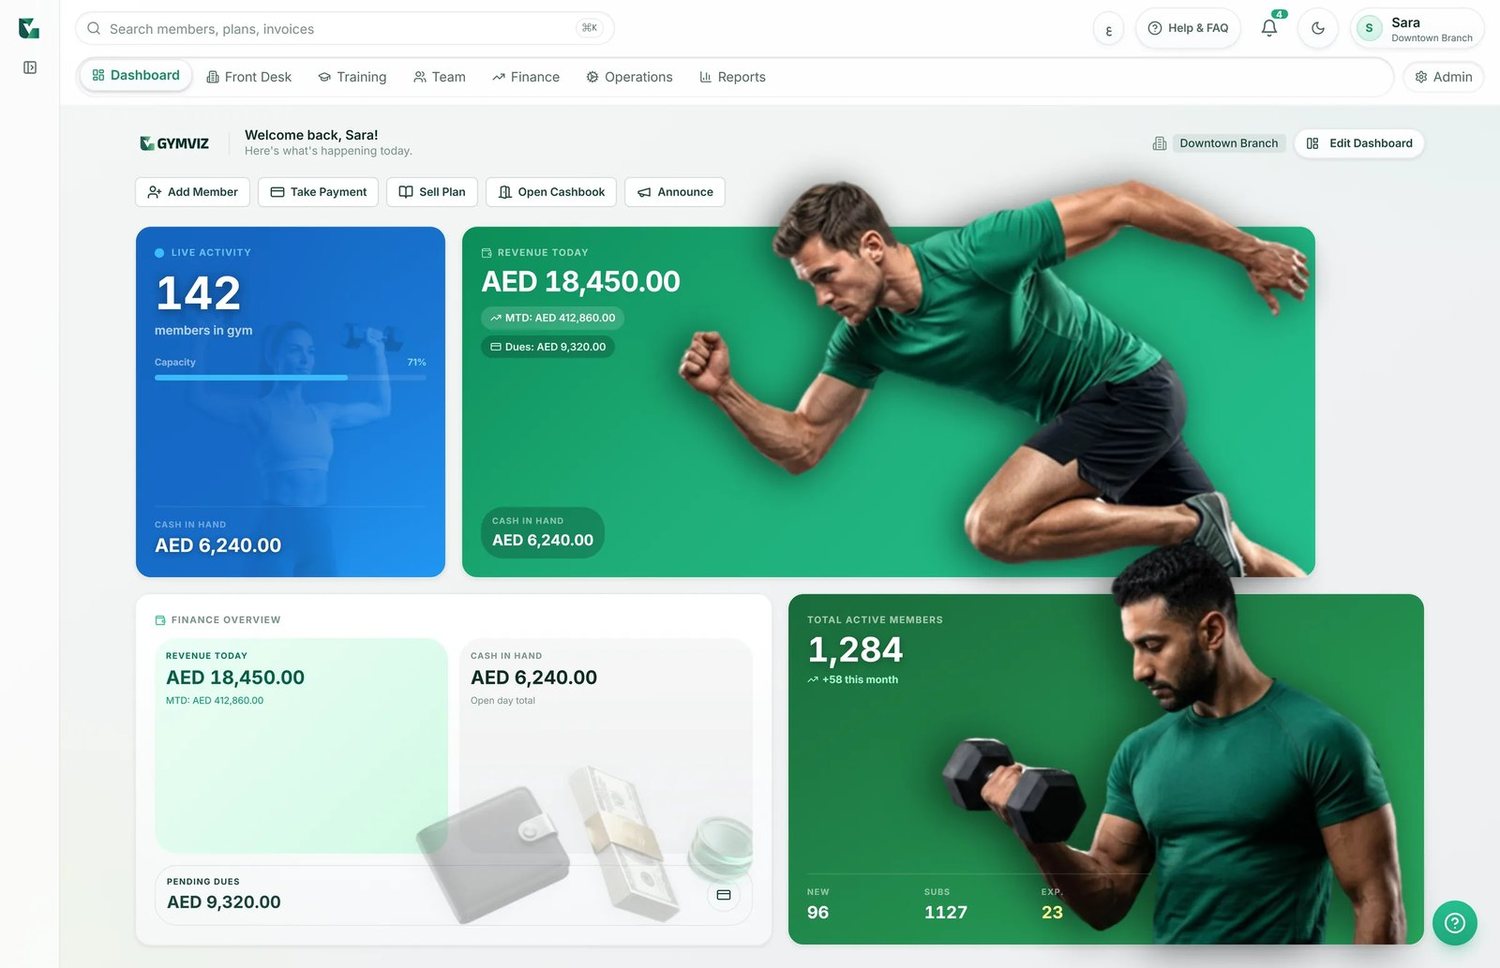 Search members, plans, invoices
⌘K
ع
Help & FAQ
4
S
Sara
Downtown Branch
Dashboard
Front Desk
Training
Team
Finance
Operations
Reports
Admin
GYMVIZ
Welcome back, Sara!
Here's what's happening today.
Downtown Branch
Edit Dashboard
Add Member
Take Payment
Sell Plan
Open Cashbook
Announce
LIVE ACTIVITY
142
members in gym
Capacity
71%
CASH IN HAND
AED 6,240.00
REVENUE TODAY
AED 18,450.00
MTD: AED 412,860.00
Dues: AED 9,320.00
CASH IN HAND
AED 6,240.00
FINANCE OVERVIEW
REVENUE TODAY
AED 18,450.00
MTD: AED 412,860.00
CASH IN HAND
AED 6,240.00
Open day total
PENDING DUES
AED 9,320.00
TOTAL ACTIVE MEMBERS
1,284
+58 this month
NEW
96
SUBS
1127
EXP.
23